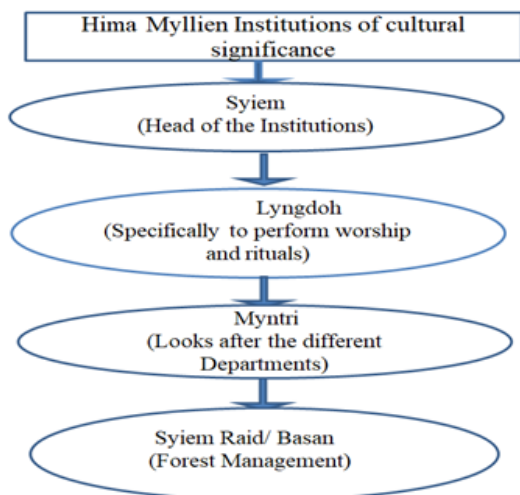 Hima Myllien Institutions of cultural
significance
Syiem
(Head of the Institutions)
Lyngdoh
(Specifically to perform worship
and rituals)
Myntri
(Looks after the different
Departments)
Syiem Raid/ Basan
(Forest Management)